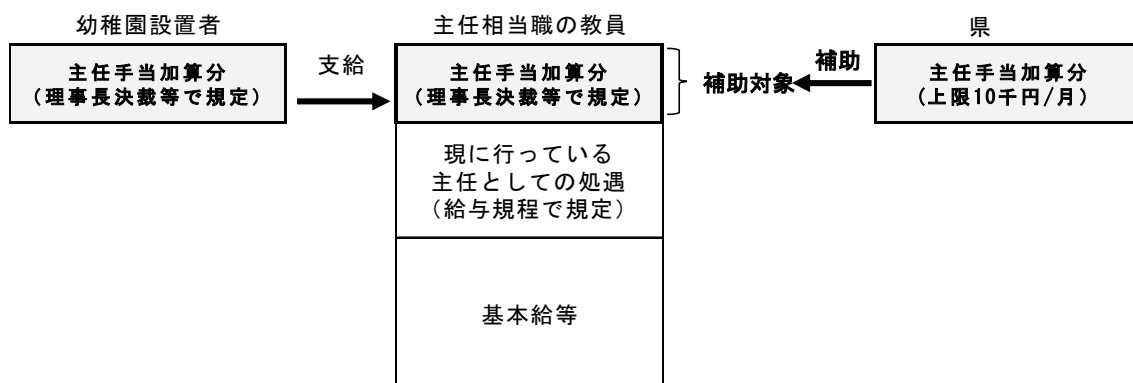 幼稚園設置者
主任手当加算分
（理事長決裁等で規定）
支給
主任相当職の教員
主任手当加算分
（理事長決裁等で規定）
現に行っている
主任としての処遇
（給与規程で規定）
基本給等
補助対象
補助
県
主任手当加算分
（上限10千円/月）